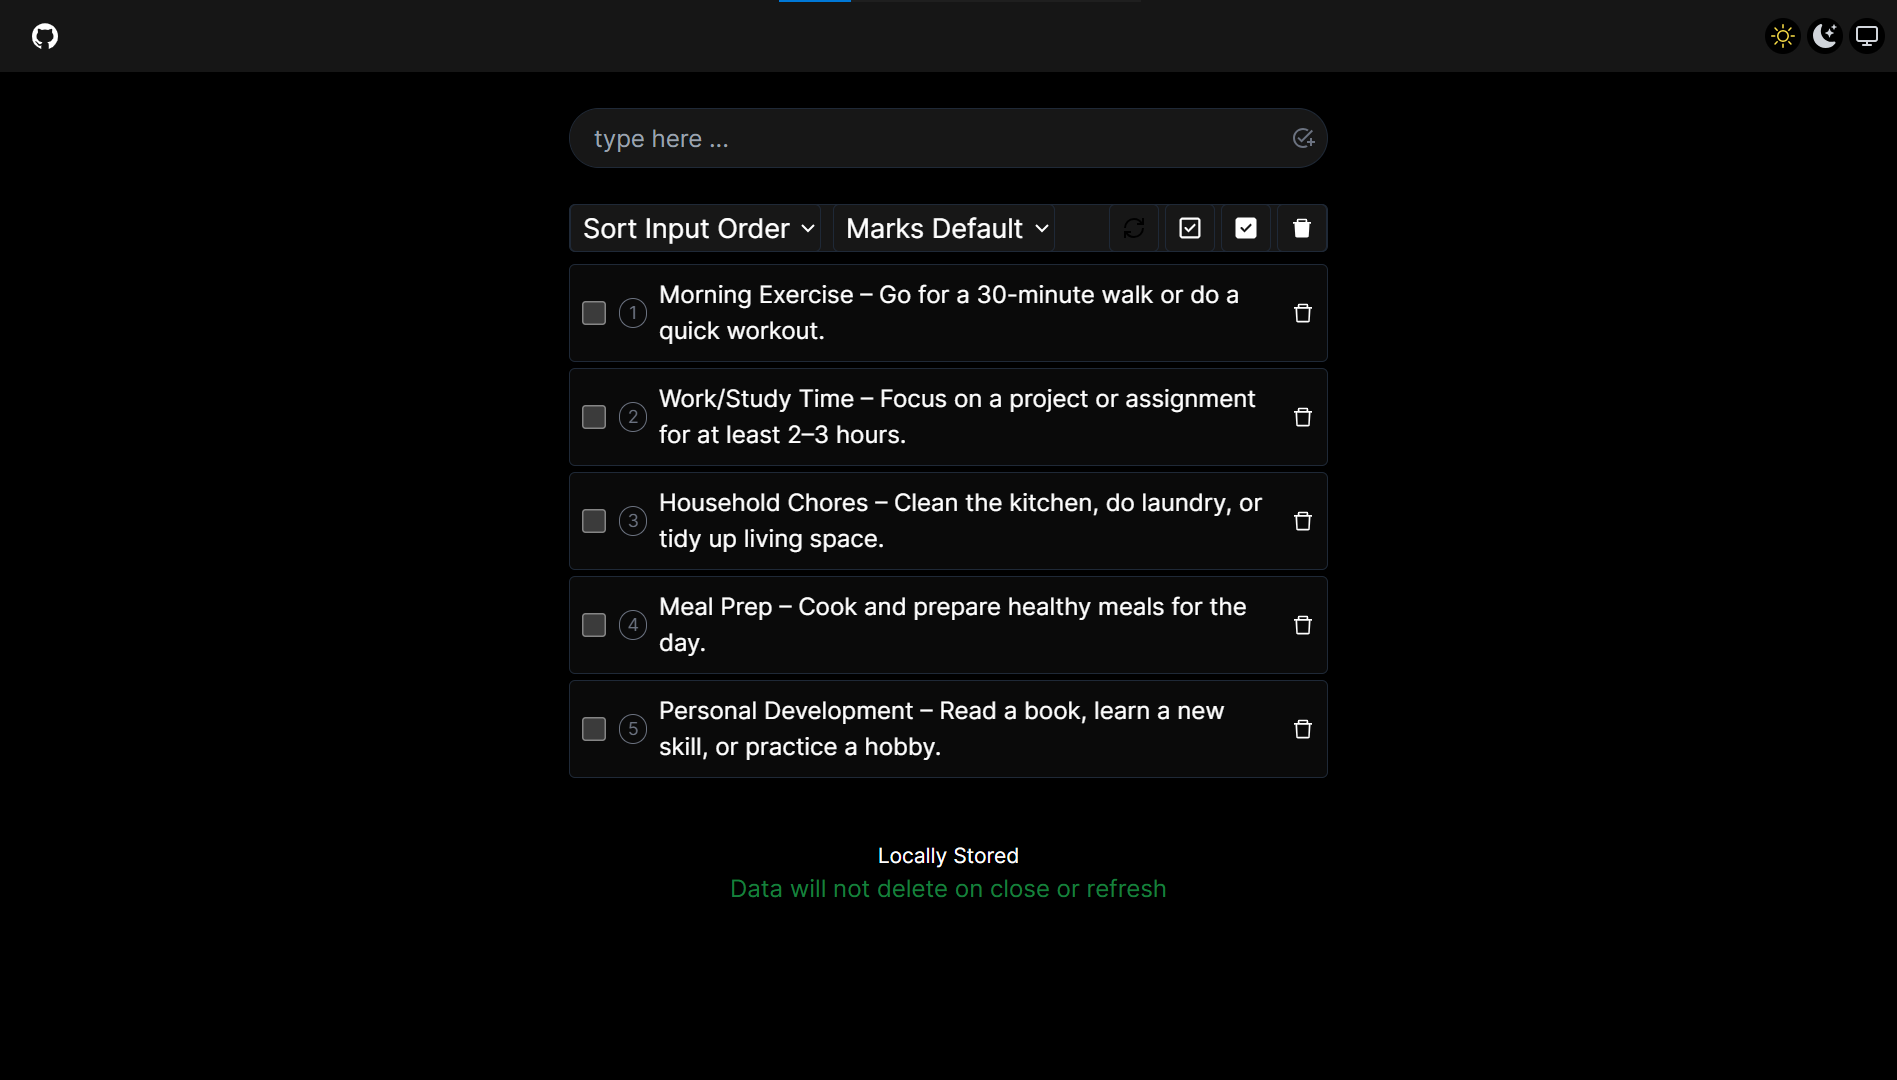 type here ...
Sort Input Order
Marks Default
1
Morning Exercise – Go for a 30-minute walk or do a
quick workout.
2
Work/Study Time – Focus on a project or assignment
for at least 2–3 hours.
3
Household Chores – Clean the kitchen, do laundry, or
tidy up living space.
4
Meal Prep – Cook and prepare healthy meals for the
day.
5
Personal Development – Read a book, learn a new
skill, or practice a hobby.
Locally Stored
Data will not delete on close or refresh